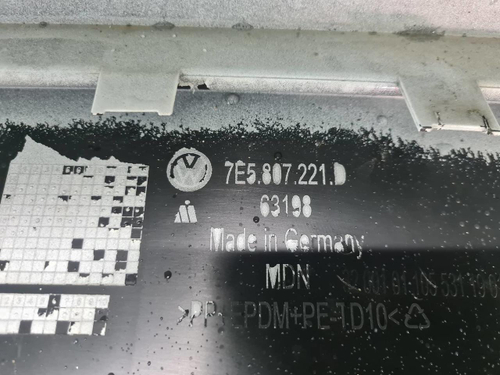 7E5.807.221.D
63198
Made in Germany
MDN
>PP+EPDM+PE-TD10<